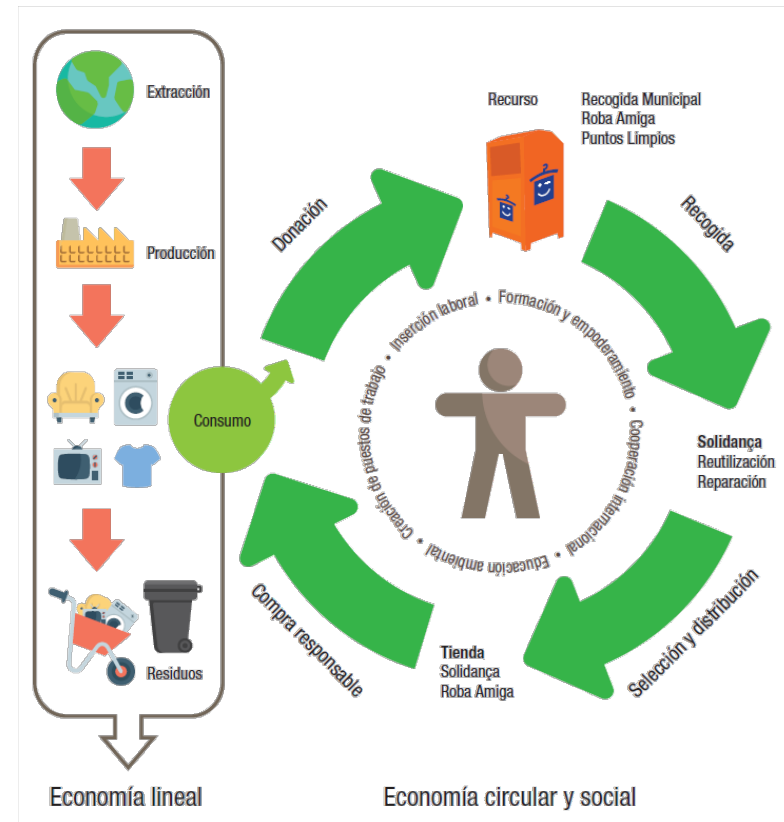 Extracción
Producción
Consumo
Residuos
Economía lineal
Donación
Recurso
Recogida Municipal
Roba Amiga
Puntos Limpios
Recogida
Solidança
Reutilización
Reparación
Selección y distribución
Tienda
Solidança
Roba Amiga
Compra responsable
• Inserción laboral • Formación y empoderamiento • Cooperación internacional • Educación ambiental • Creación de puestos de trabajo
Economía circular y social